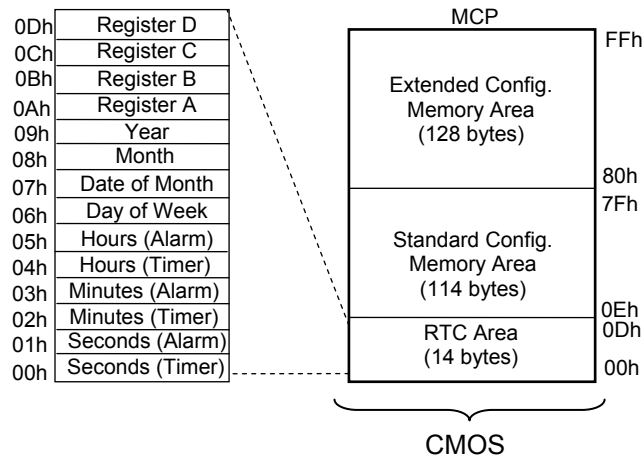 0Dh Register D
0Ch Register C
0Bh Register B
0Ah Register A
09h Year
08h Month
07h Date of Month
06h Day of Week
05h Hours (Alarm)
04h Hours (Timer)
03h Minutes (Alarm)
02h Minutes (Timer)
01h Seconds (Alarm)
00h Seconds (Timer)
MCP
FFh
Extended Config.
Memory Area
(128 bytes)
80h
7Fh
Standard Config.
Memory Area
(114 bytes)
0Eh
0Dh
RTC Area
(14 bytes)
00h
CMOS